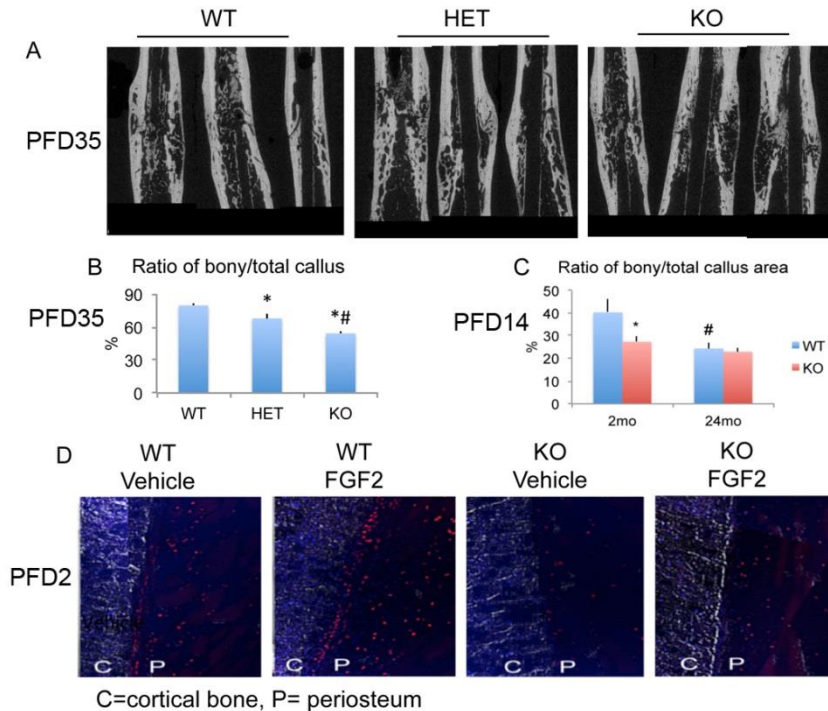 WT HET KO
A
PFD35
B
Ratio of bony/total callus
PFD35
%
90
60
30
0
*
*#
WT HET KO
C
Ratio of bony/total callus area
PFD14
%
50
40
30
20
10
0
*
#
WT
KO
2mo 24mo
D
WT WT KO KO
Vehicle FGF2 Vehicle FGF2
PFD2
Vehicle
C P C P C P C P
C=cortical bone, P= periosteum